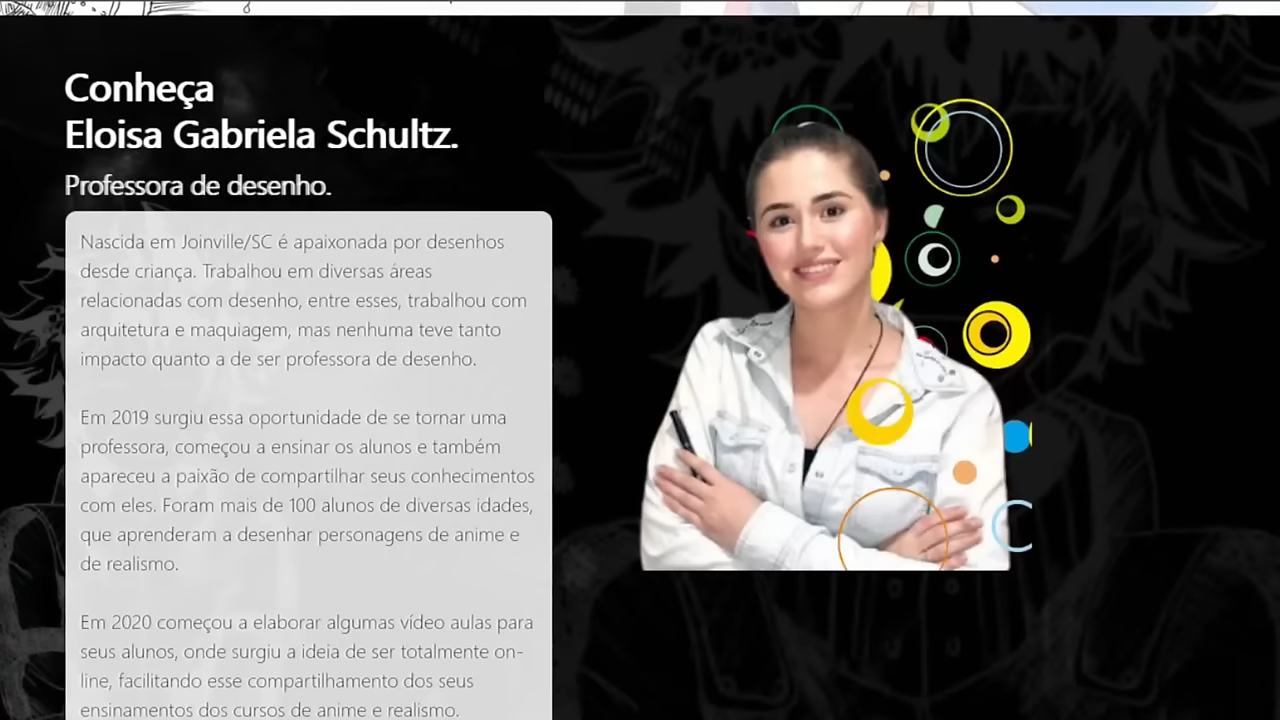 Conheça
Eloisa Gabriela Schultz.
Professora de desenho.
Nascida em Joinville/SC é apaixonada por desenhos
desde criança. Trabalhou em diversas áreas
relacionadas com desenho, entre esses, trabalhou com
arquitetura e maquiagem, mas nenhuma teve tanto
impacto quanto a de ser professora de desenho.
Em 2019 surgiu essa oportunidade de se tornar uma
professora, começou a ensinar os alunos e também
apareceu a paixão de compartilhar seus conhecimentos
com eles. Foram mais de 100 alunos de diversas idades,
que aprenderam a desenhar personagens de anime e
de realismo.
Em 2020 começou a elaborar algumas vídeo aulas para
seus alunos, onde surgiu a ideia de ser totalmente on-
line, facilitando esse compartilhamento dos seus
ensinamentos dos cursos de anime e realismo.